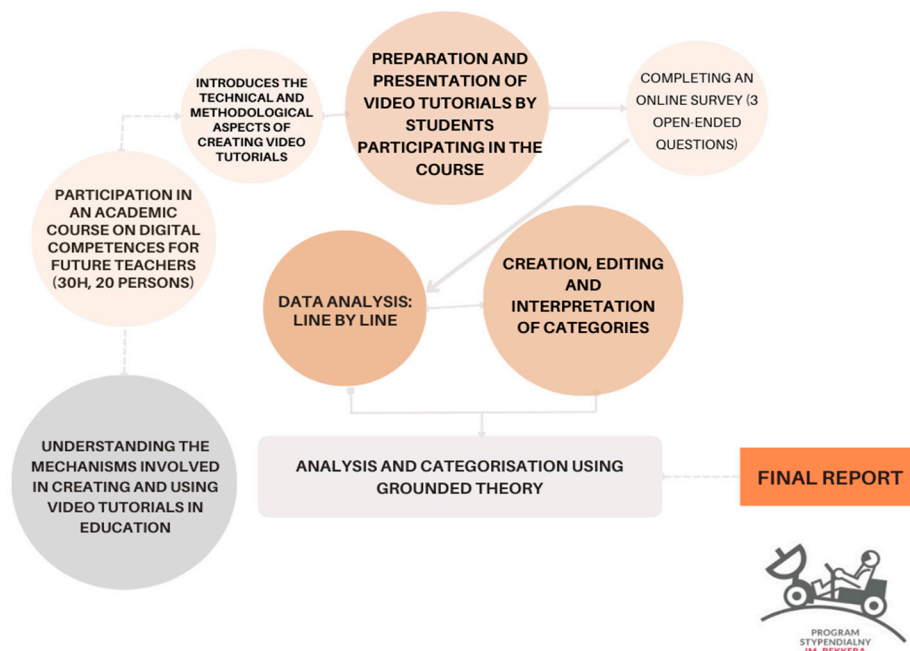 INTRODUCES THE
TECHNICAL AND
METHODOLOGICAL
ASPECTS OF
CREATING VIDEO
TUTORIALS
PREPARATION AND
PRESENTATION OF
VIDEO TUTORIALS BY
STUDENTS
PARTICIPATING IN THE
COURSE
COMPLETING AN
ONLINE SURVEY (3
OPEN-ENDED
QUESTIONS)
PARTICIPATION IN
AN ACADEMIC
COURSE ON DIGITAL
COMPETENCES FOR
FUTURE TEACHERS
(30H, 20 PERSONS)
DATA ANALYSIS:
LINE BY LINE
CREATION, EDITING
AND
INTERPRETATION
OF CATEGORIES
UNDERSTANDING THE
MECHANISMS INVOLVED
IN CREATING AND USING
VIDEO TUTORIALS IN
EDUCATION
ANALYSIS AND CATEGORISATION USING
GROUNDED THEORY
FINAL REPORT
PROGRAM
STYPENDIALNY
IM. BEKKERA